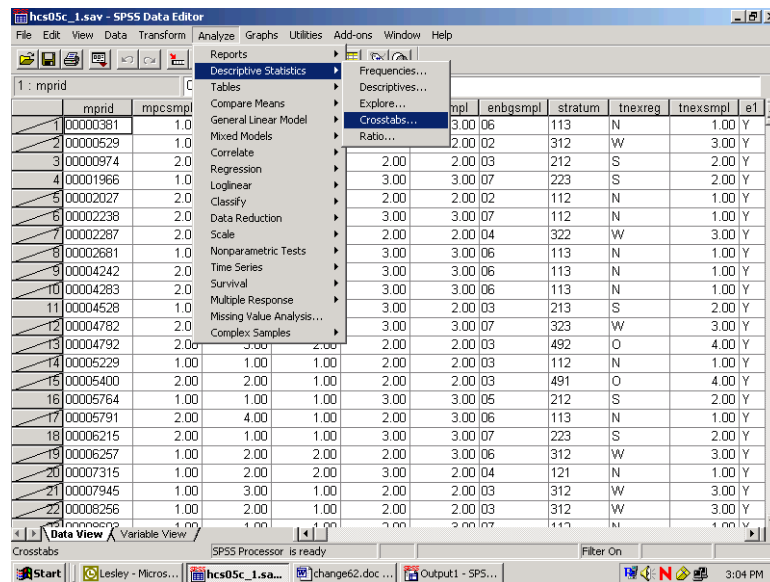 hcs05c_1.sav - SPSS Data Editor
File Edit View Data Transform Analyze Graphs Utilities Add-ons Window Help
Reports
Descriptive Statistics
Tables
Compare Means
General Linear Model
Mixed Models
Correlate
Regression
Loglinear
Classify
Data Reduction
Scale
Nonparametric Tests
Time Series
Survival
Multiple Response
Missing Value Analysis...
Complex Samples
Frequencies...
Descriptives...
Explore...
Crosstabs...
Ratio...
1 : mprid
mprid mpcsmpl enbgsmpl stratum tnexreg tnexsmpl e1
1 00000381 1.0 3.00 06 113 N 1.00 Y
2 00000529 1.0 2.00 02 312 W 3.00 Y
3 00000974 2.0 2.00 2.00 03 212 S 2.00 Y
4 00001966 1.0 3.00 3.00 07 223 S 2.00 Y
5 00002027 1.0 2.00 2.00 02 112 N 1.00 Y
6 00002238 2.0 3.00 3.00 07 112 N 1.00 Y
7 00002287 2.0 2.00 2.00 04 322 W 3.00 Y
8 00002681 1.0 3.00 3.00 06 113 N 1.00 Y
9 00004242 2.0 3.00 3.00 06 113 N 1.00 Y
10 00004283 2.0 3.00 3.00 06 113 N 1.00 Y
11 00004528 1.0 3.00 2.00 03 213 S 2.00 Y
12 00004782 2.0 3.00 3.00 07 323 W 3.00 Y
13 00004792 2.00 3.00 2.00 2.00 2.00 03 492 O 4.00 Y
14 00005229 1.00 1.00 1.00 2.00 2.00 03 112 N 1.00 Y
15 00005400 2.00 2.00 1.00 2.00 2.00 03 491 O 4.00 Y
16 00005764 1.00 1.00 1.00 3.00 3.00 05 212 S 2.00 Y
17 00005791 2.00 4.00 1.00 2.00 3.00 06 113 N 1.00 Y
18 00006215 2.00 1.00 1.00 3.00 3.00 07 223 S 2.00 Y
19 00006257 1.00 2.00 2.00 2.00 3.00 06 312 W 3.00 Y
20 00007315 1.00 2.00 2.00 3.00 2.00 04 121 N 1.00 Y
21 00007945 1.00 3.00 1.00 2.00 2.00 03 312 W 3.00 Y
22 00008256 1.00 2.00 1.00 2.00 2.00 03 312 W 3.00 Y
Data View Variable View
Crosstabs SPSS Processor is ready Filter On
Start Lesley - Micros... hcs05c_1.sa... change62.doc ... Output1 - SPS... 3:04 PM